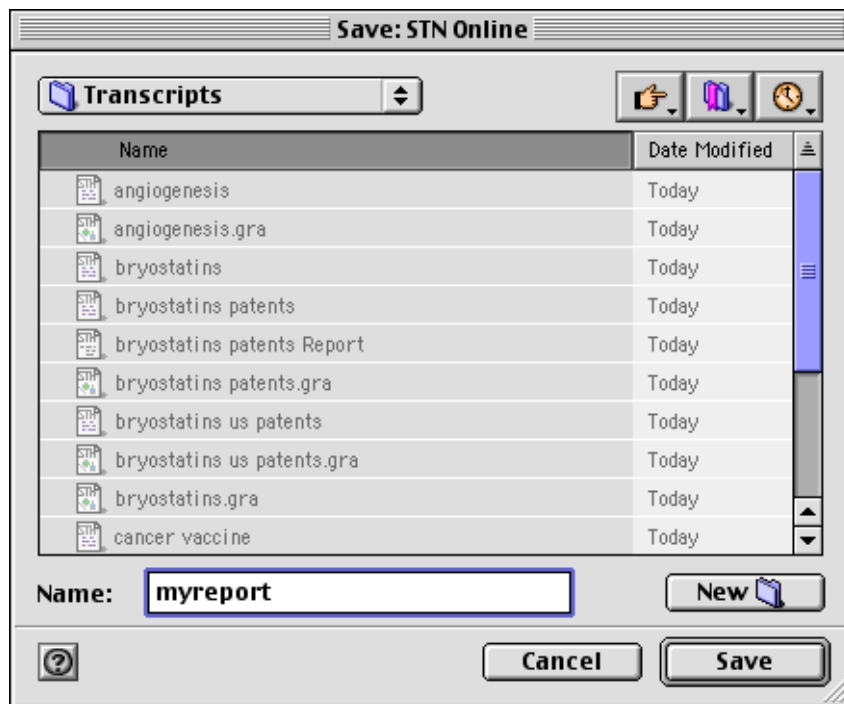 Save: STN Online
Transcripts
Name Date Modified
angiogenesis Today
angiogenesis.gra Today
bryostatins Today
bryostatins patents Today
bryostatins patents Report Today
bryostatins patents.gra Today
bryostatins us patents Today
bryostatins us patents.gra Today
bryostatins.gra Today
cancer vaccine Today
Name: myreport New
? Cancel Save